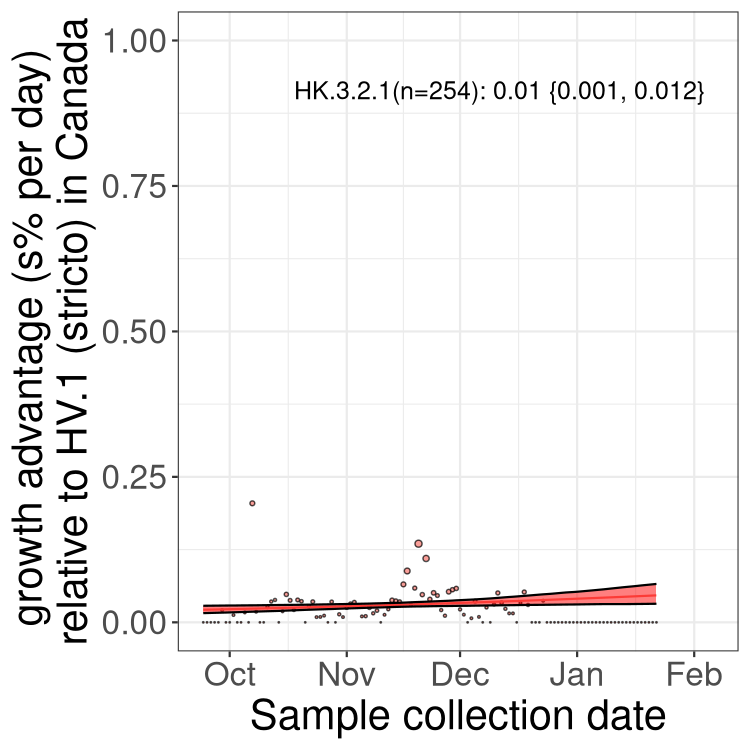 growth advantage (s% per day)
relative to HV.1 (stricto) in Canada
1.00
0.75
0.50
0.25
0.00
HK.3.2.1(n=254): 0.01 {0.001, 0.012}
Oct Nov Dec Jan Feb
Sample collection date